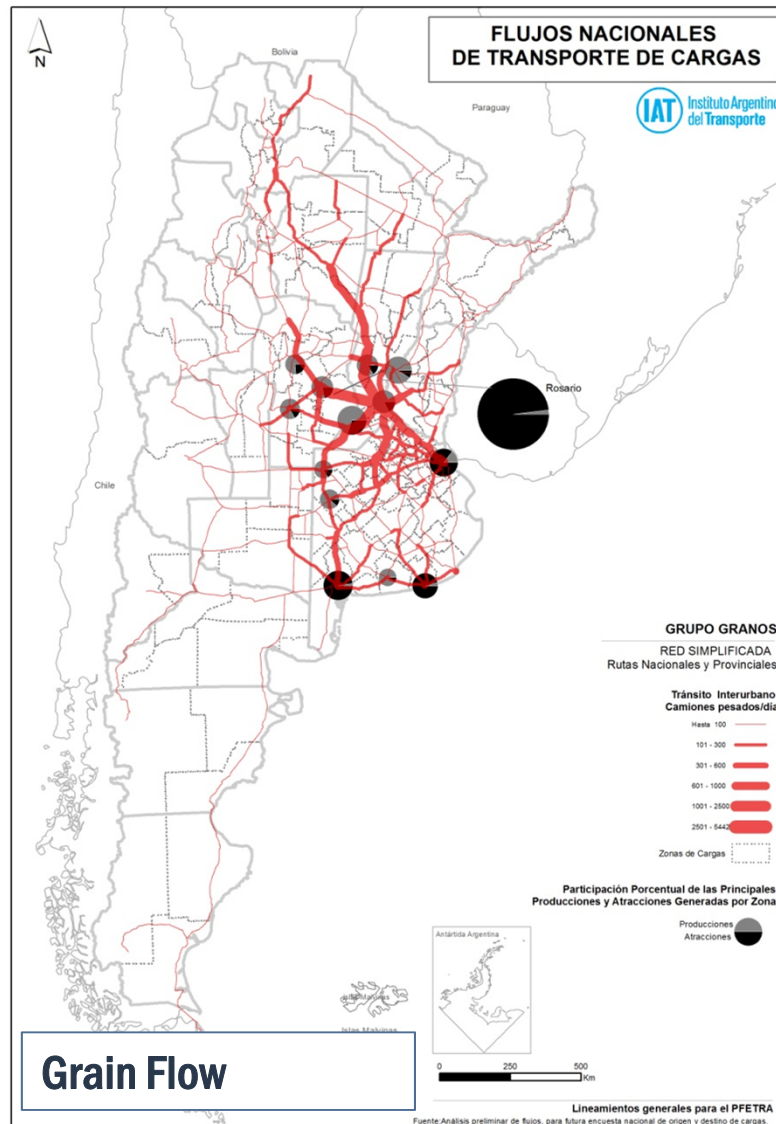 FLUJOS NACIONALES
DE TRANSPORTE DE CARGAS
N
Bolivia
Paraguay
IAT
Instituto Argentino
del Transporte
Rosario
Chile
GRUPO GRANOS
RED SIMPLIFICADA
Rutas Nacionales y Provinciales
Tránsito Interurbano
Camiones pesados/día
Hasta 100
101 - 300
301 - 600
601 - 1000
1001 - 2500
2501 - 5442
Zonas de Cargas
Participación Porcentual de las Principales
Producciones y Atracciones Generadas por Zona
Producciones
Atracciones
Antártida Argentina
Islas Malvinas
Islas Malvinas
0 250 500
Km
Grain Flow
Lineamientos generales para el PFETRA
Fuente:Análisis preliminar de flujos, para futura encuesta nacional de origen y destino de cargas.